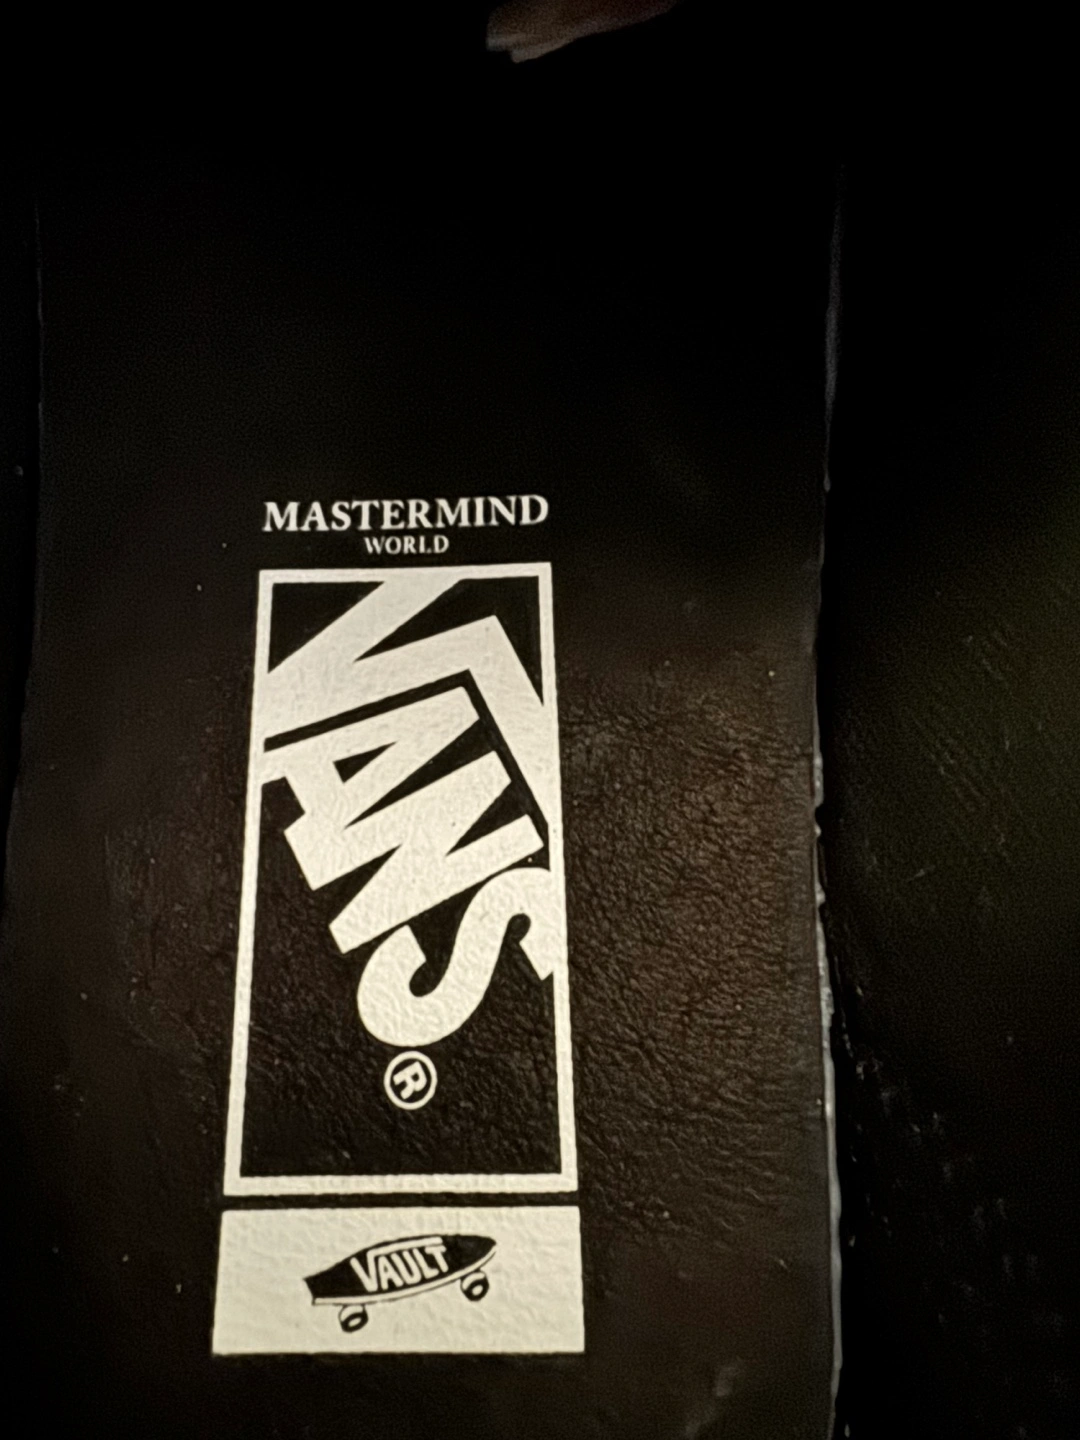 MASTERMIND
WORLD
VANS
®
VAULT